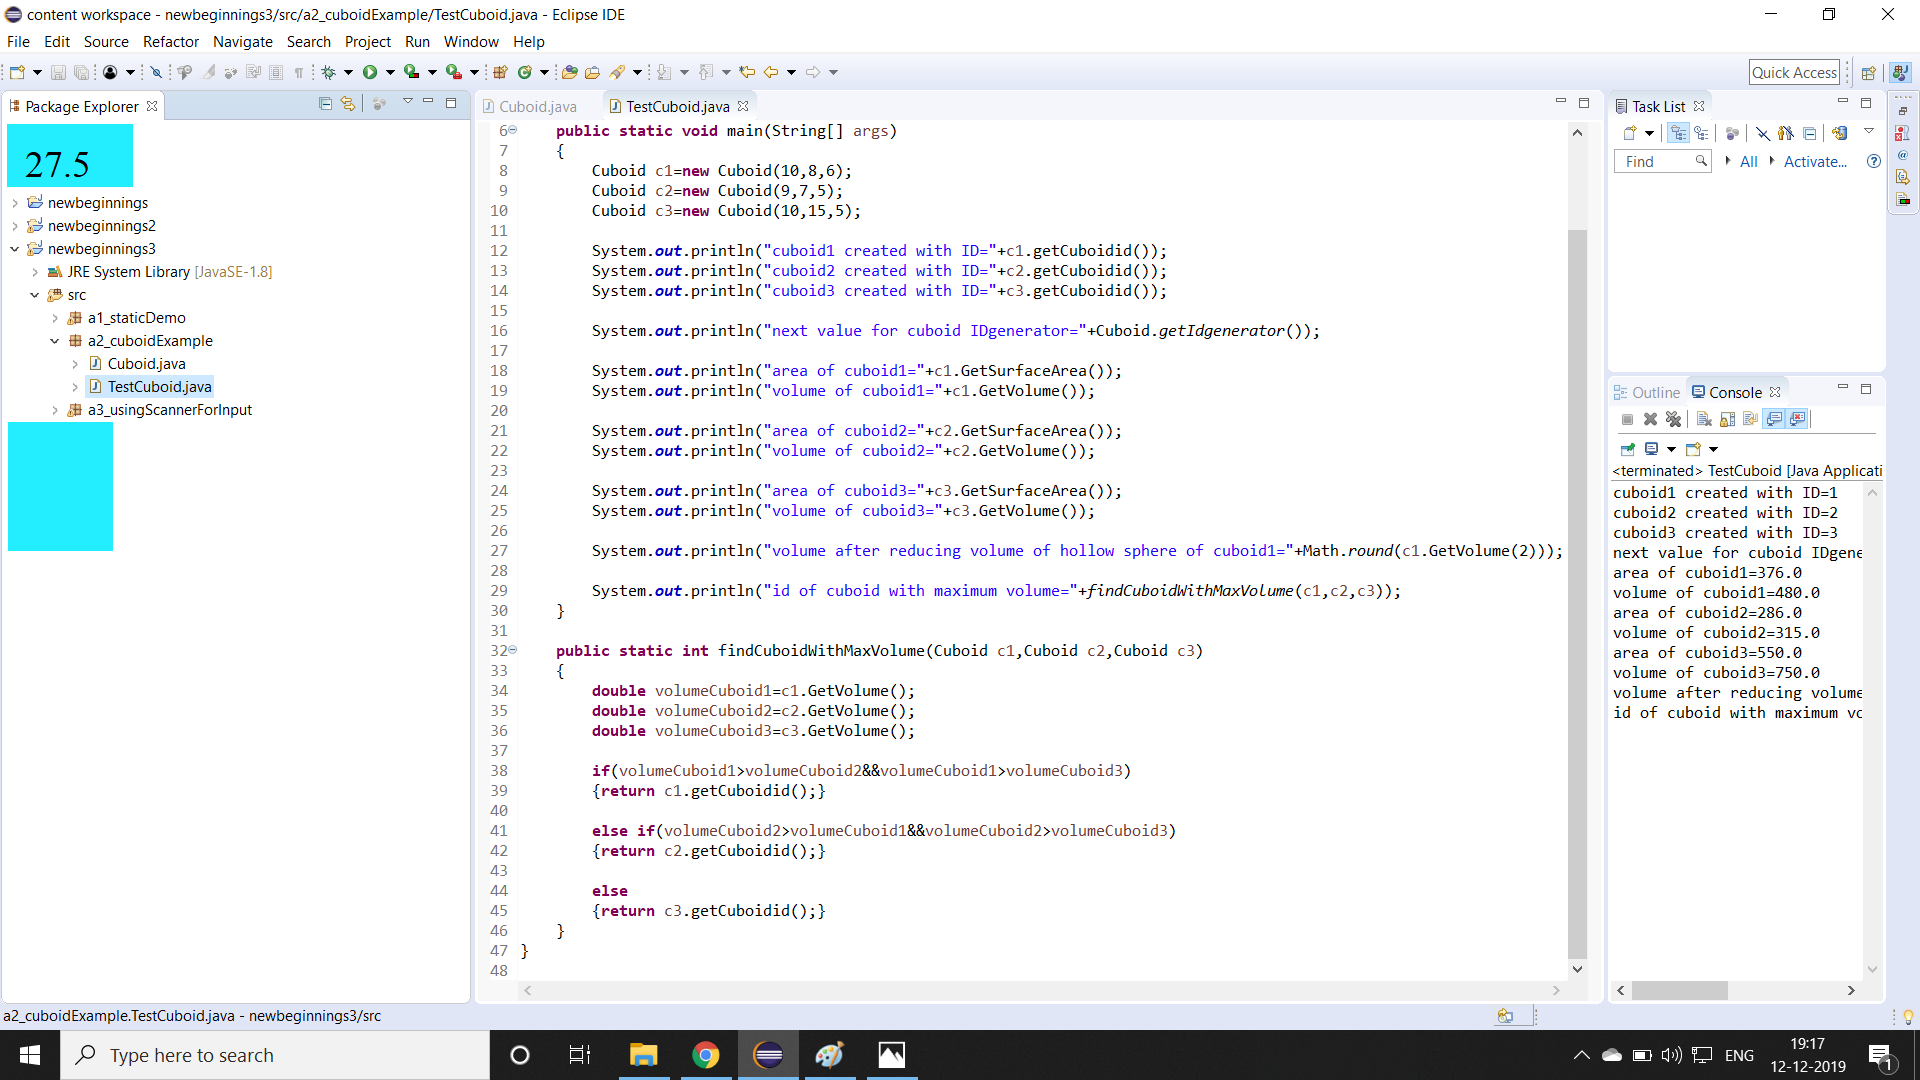 content workspace - newbeginnings3/src/a2_cuboidExample/TestCuboid.java - Eclipse IDE
File Edit Source Refactor Navigate Search Project Run Window Help
Quick Access
Package Explorer
27.5
newbeginnings
newbeginnings2
newbeginnings3
JRE System Library [JavaSE-1.8]
src
a1_staticDemo
a2_cuboidExample
Cuboid.java
TestCuboid.java
a3_usingScannerForInput
Cuboid.java TestCuboid.java
6 public static void main(String[] args)
7 {
8 Cuboid c1=new Cuboid(10,8,6);
9 Cuboid c2=new Cuboid(9,7,5);
10 Cuboid c3=new Cuboid(10,15,5);
11
12 System.out.println("cuboid1 created with ID="+c1.getCuboidid());
13 System.out.println("cuboid2 created with ID="+c2.getCuboidid());
14 System.out.println("cuboid3 created with ID="+c3.getCuboidid());
15
16 System.out.println("next value for cuboid IDgenerator="+Cuboid.getIdgenerator());
17
18 System.out.println("area of cuboid1="+c1.GetSurfaceArea());
19 System.out.println("volume of cuboid1="+c1.GetVolume());
20
21 System.out.println("area of cuboid2="+c2.GetSurfaceArea());
22 System.out.println("volume of cuboid2="+c2.GetVolume());
23
24 System.out.println("area of cuboid3="+c3.GetSurfaceArea());
25 System.out.println("volume of cuboid3="+c3.GetVolume());
26
27 System.out.println("volume after reducing volume of hollow sphere of cuboid1="+Math.round(c1.GetVolume(2)));
28
29 System.out.println("id of cuboid with maximum volume="+findCuboidWithMaxVolume(c1,c2,c3));
30 }
31
32 public static int findCuboidWithMaxVolume(Cuboid c1,Cuboid c2,Cuboid c3)
33 {
34 double volumeCuboid1=c1.GetVolume();
35 double volumeCuboid2=c2.GetVolume();
36 double volumeCuboid3=c3.GetVolume();
37
38 if(volumeCuboid1>volumeCuboid2&&volumeCuboid1>volumeCuboid3)
39 {return c1.getCuboidid();}
40
41 else if(volumeCuboid2>volumeCuboid1&&volumeCuboid2>volumeCuboid3)
42 {return c2.getCuboidid();}
43
44 else
45 {return c3.getCuboidid();}
46 }
47 }
48
Task List
Find All Activate...
Outline Console
<terminated> TestCuboid [Java Applicati
cuboid1 created with ID=1
cuboid2 created with ID=2
cuboid3 created with ID=3
next value for cuboid IDgene
area of cuboid1=376.0
volume of cuboid1=480.0
area of cuboid2=286.0
volume of cuboid2=315.0
area of cuboid3=550.0
volume of cuboid3=750.0
volume after reducing volume
id of cuboid with maximum vo
a2_cuboidExample.TestCuboid.java - newbeginnings3/src
Type here to search
ENG
19:17
12-12-2019
1